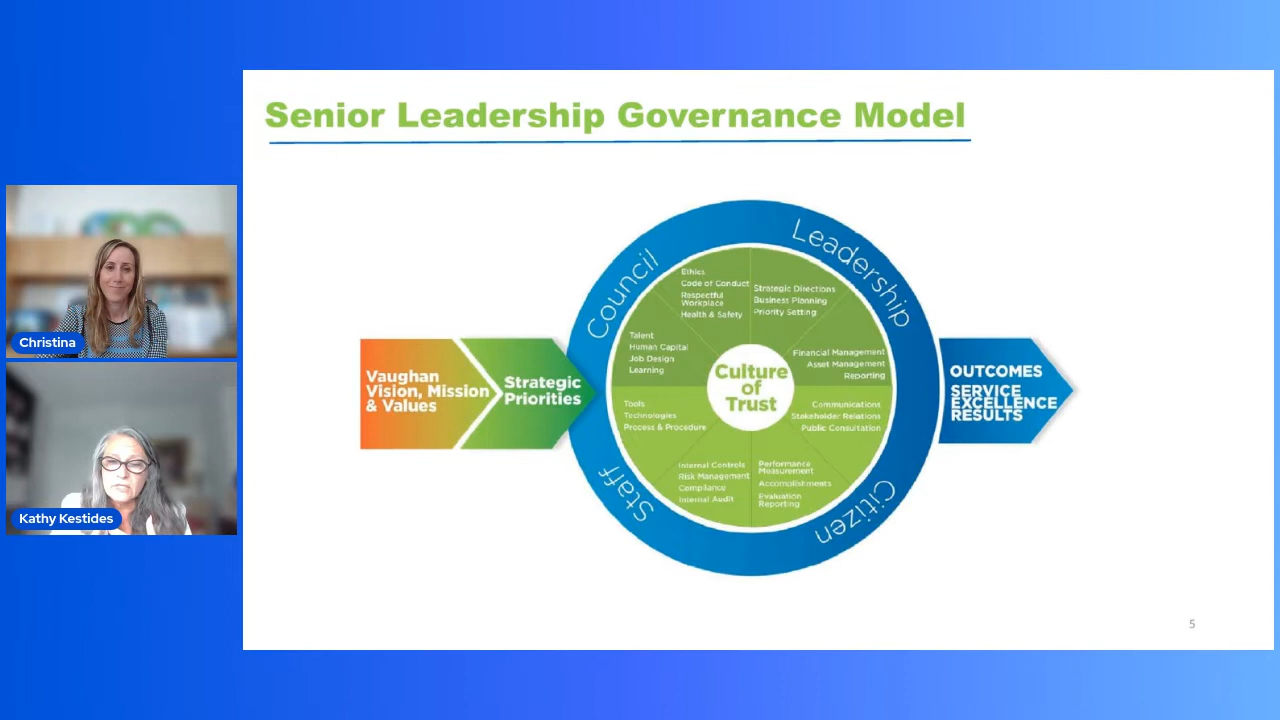 Senior Leadership Governance Model
Christina
Kathy Kestides
Vaughan
Vision, Mission
& Values
Strategic
Priorities
Council
Leadership
Staff
Citizen
Ethics
Code of Conduct
Respectful
Workplace
Health & Safety
Strategic Directions
Business Planning
Priority Setting
Talent
Human Capital
Job Design
Learning
Financial Management
Asset Management
Reporting
Culture
of
Trust
Tools
Technologies
Process & Procedure
Communications
Stakeholder Relations
Public Consultation
Internal Controls
Risk Management
Compliance
Internal Audit
Performance
Measurement
Accomplishments
Evaluation
Reporting
OUTCOMES
SERVICE
EXCELLENCE
RESULTS
5